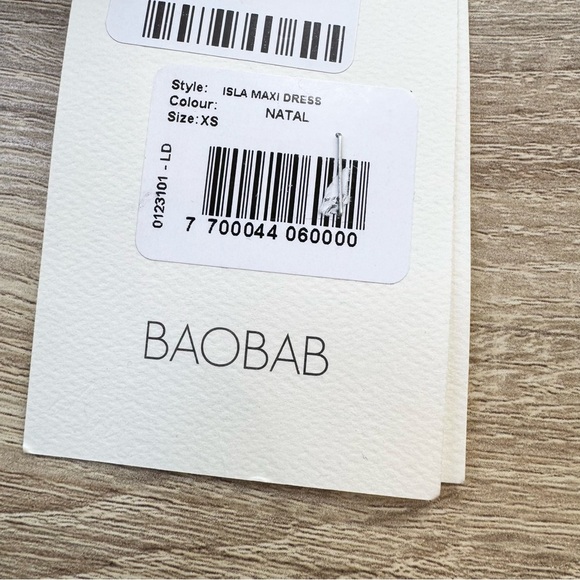 Style: ISLA MAXI DRESS
Colour: NATAL
Size: XS
0123101 - LD
7 700044 060000
BAOBAB